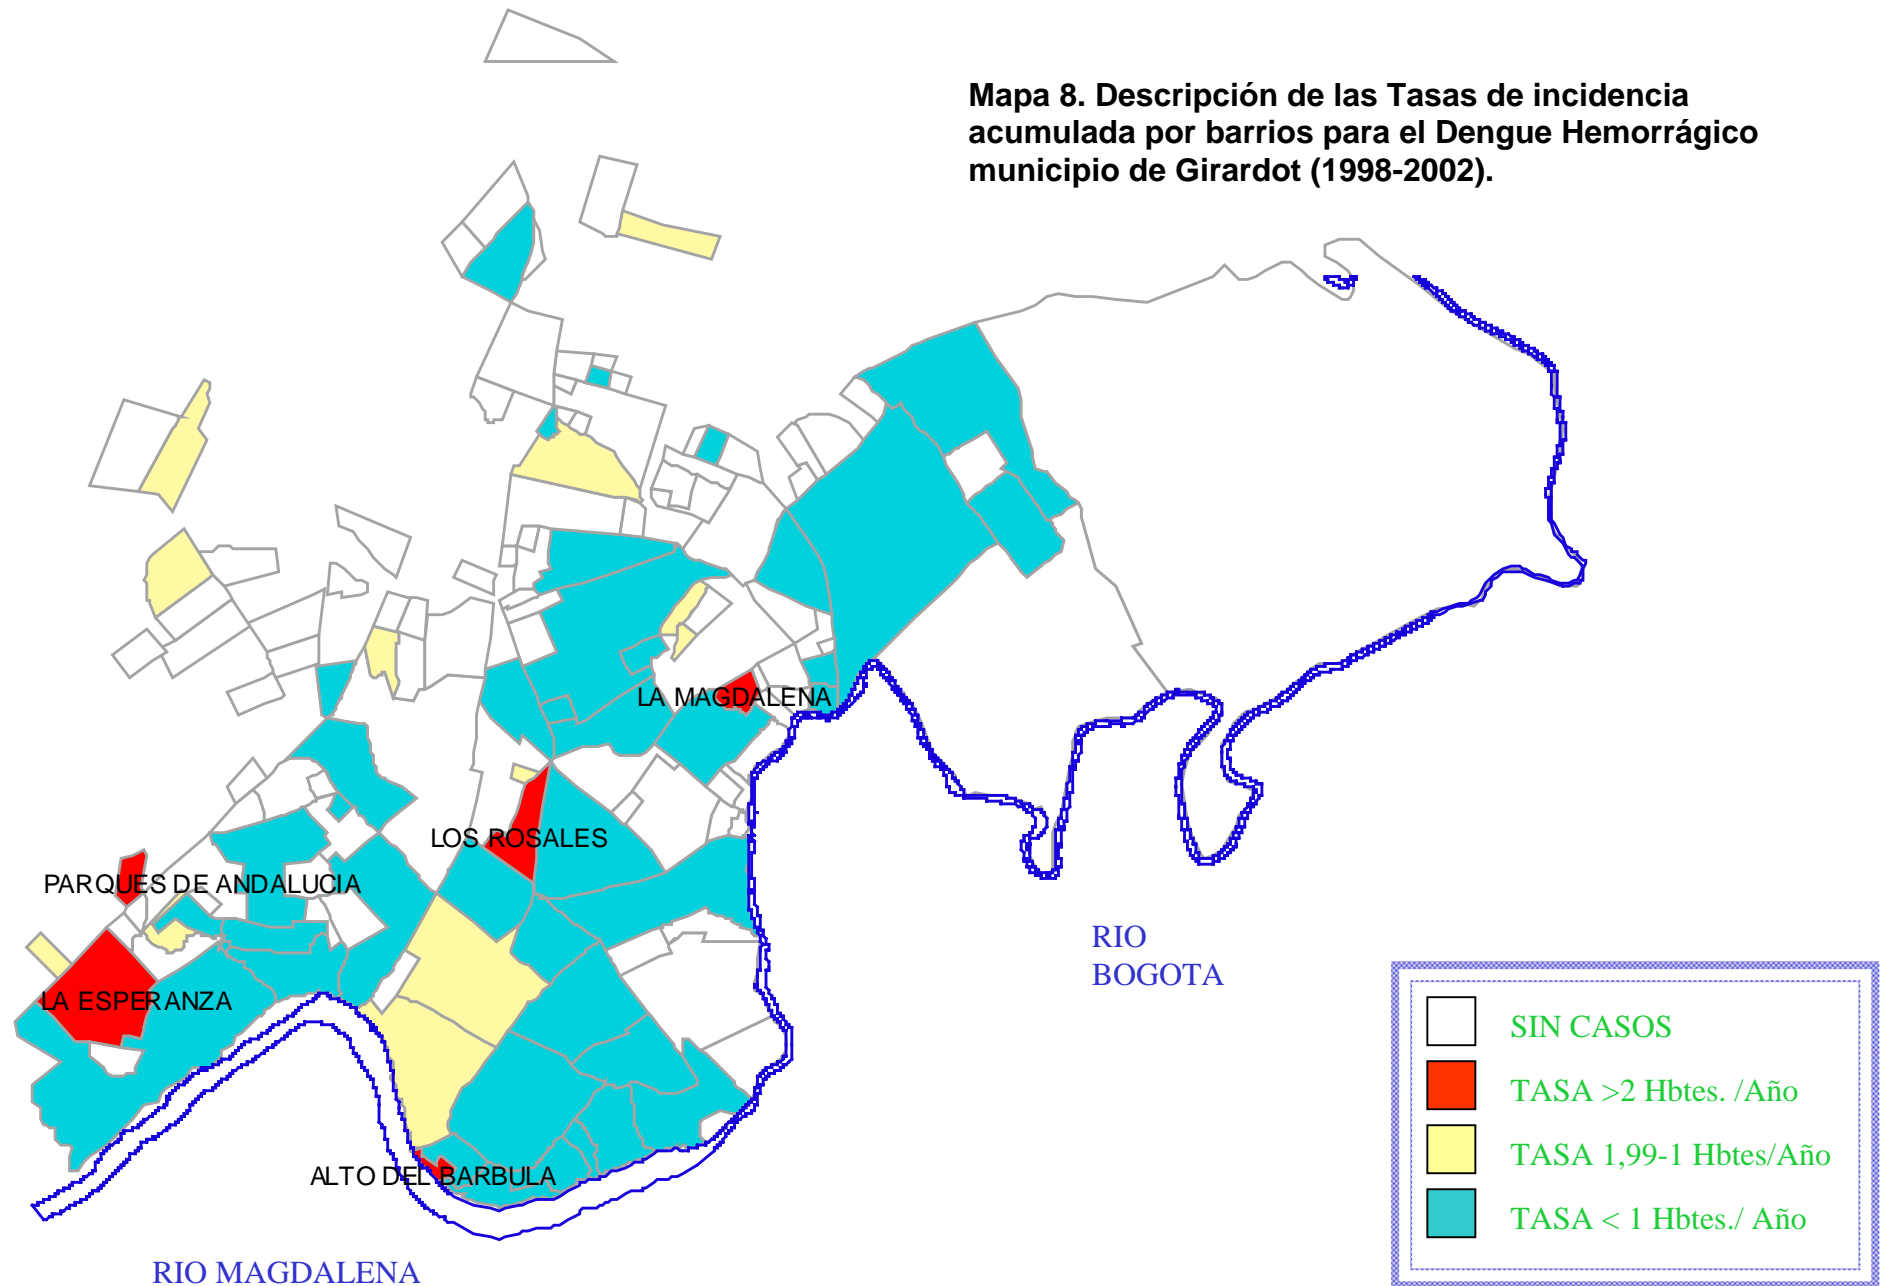 Mapa 8. Descripción de las Tasas de incidencia
acumulada por barrios para el Dengue Hemorrágico
municipio de Girardot (1998-2002).
LA MAGDALENA
LOS ROSALES
PARQUES DE ANDALUCIA
LA ESPERANZA
ALTO DEL BARBULA
RIO
BOGOTA
RIO MAGDALENA
SIN CASOS
TASA >2 Hbtes. /Año
TASA 1,99-1 Hbtes/Año
TASA < 1 Hbtes./ Año